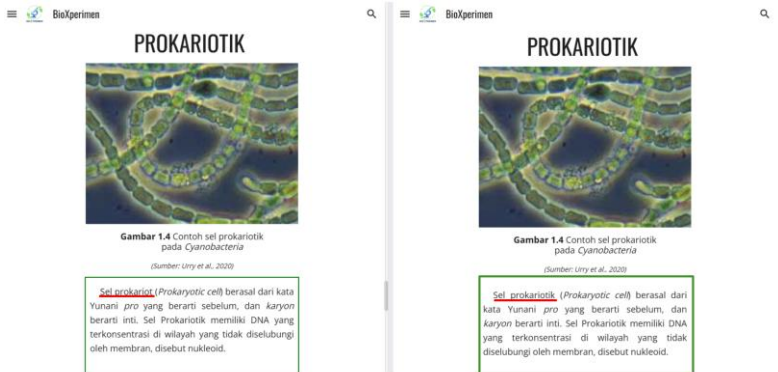 BioXperimen
PROKARIOTIK
Gambar 1.4 Contoh sel prokariotik
pada Cyanobacteria
(Sumber: Urry et al., 2020)
Sel prokariot (Prokaryotic cell) berasal dari kata
Yunani pro yang berarti sebelum, dan karyon
berarti inti. Sel Prokariotik memiliki DNA yang
terkonsentrasi di wilayah yang tidak diselubungi
oleh membran, disebut nukleoid.
BioXperimen
PROKARIOTIK
Gambar 1.4 Contoh sel prokariotik
pada Cyanobacteria
(Sumber: Urry et al., 2020)
Sel prokariotik (Prokaryotic cell) berasal dari
kata Yunani pro yang berarti sebelum, dan
karyon berarti inti. Sel Prokariotik memiliki DNA
yang terkonsentrasi di wilayah yang tidak
diselubungi oleh membran, disebut nukleoid.